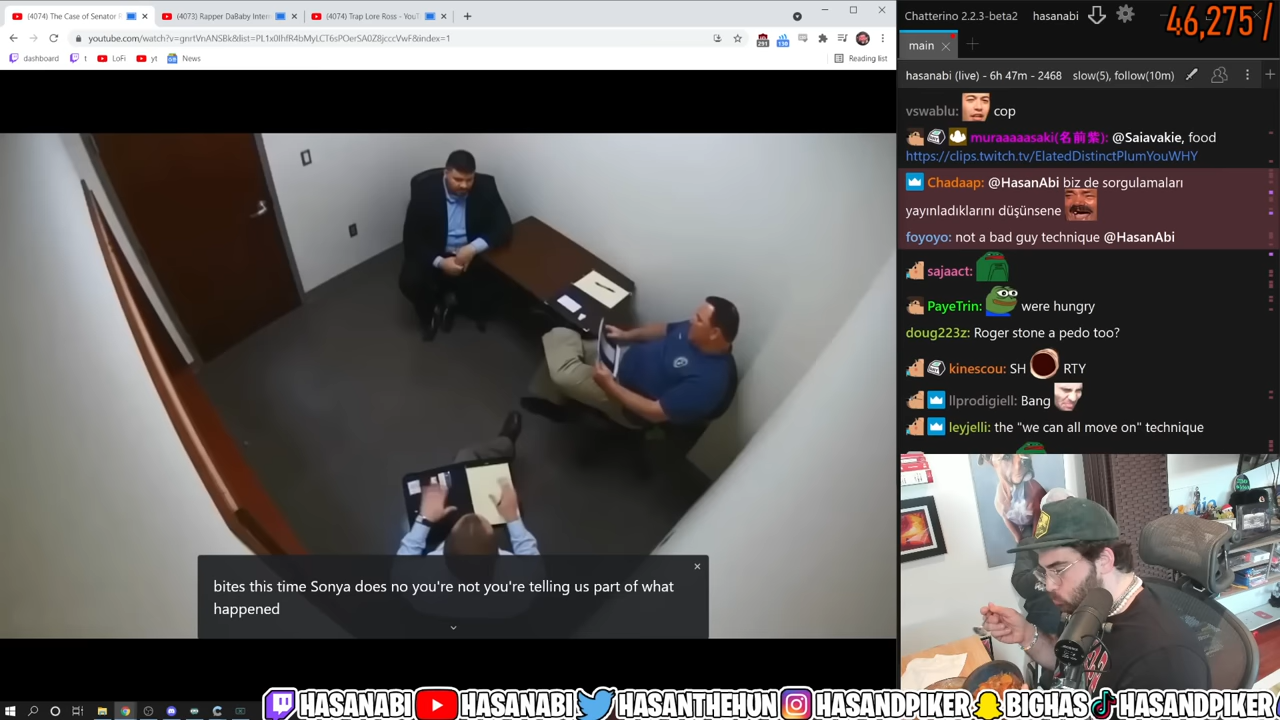 (4074) The Case of Senator R
(4073) Rapper DaBaby Intern
(4074) Trap Lore Ross - YouT
youtube.com/watch?v=gnrtVnANSBk&list=PL1x0lhfR4bMyLCT6sPOerSA0Z8jcccVwF&index=1
291
138
dashboard
t
LoFi
yt
News
Reading list
bites this time Sonya does no you're not you're telling us part of what
happened
Chatterino 2.2.3-beta2
hasanabi
46,275 /
main
hasanabi (live) - 6h 47m - 2468
slow(5), follow(10m)
vswablu: cop
muraaaaasaki(名前紫): @Saiavakie, food
https://clips.twitch.tv/ElatedDistinctPlumYouWHY
Chadaap: @HasanAbi biz de sorgulamaları
yayınladıklarını düşünsene
foyoyo: not a bad guy technique @HasanAbi
sajaact:
PayeTrin: were hungry
doug223z: Roger stone a pedo too?
kinescou: SH RTY
llprodigiell: Bang
leyjelli: the "we can all move on" technique
HASANABI
HASANABI
HASANTHEHUN
HASANDPIKER
BIGHAS
HASANDPIKER